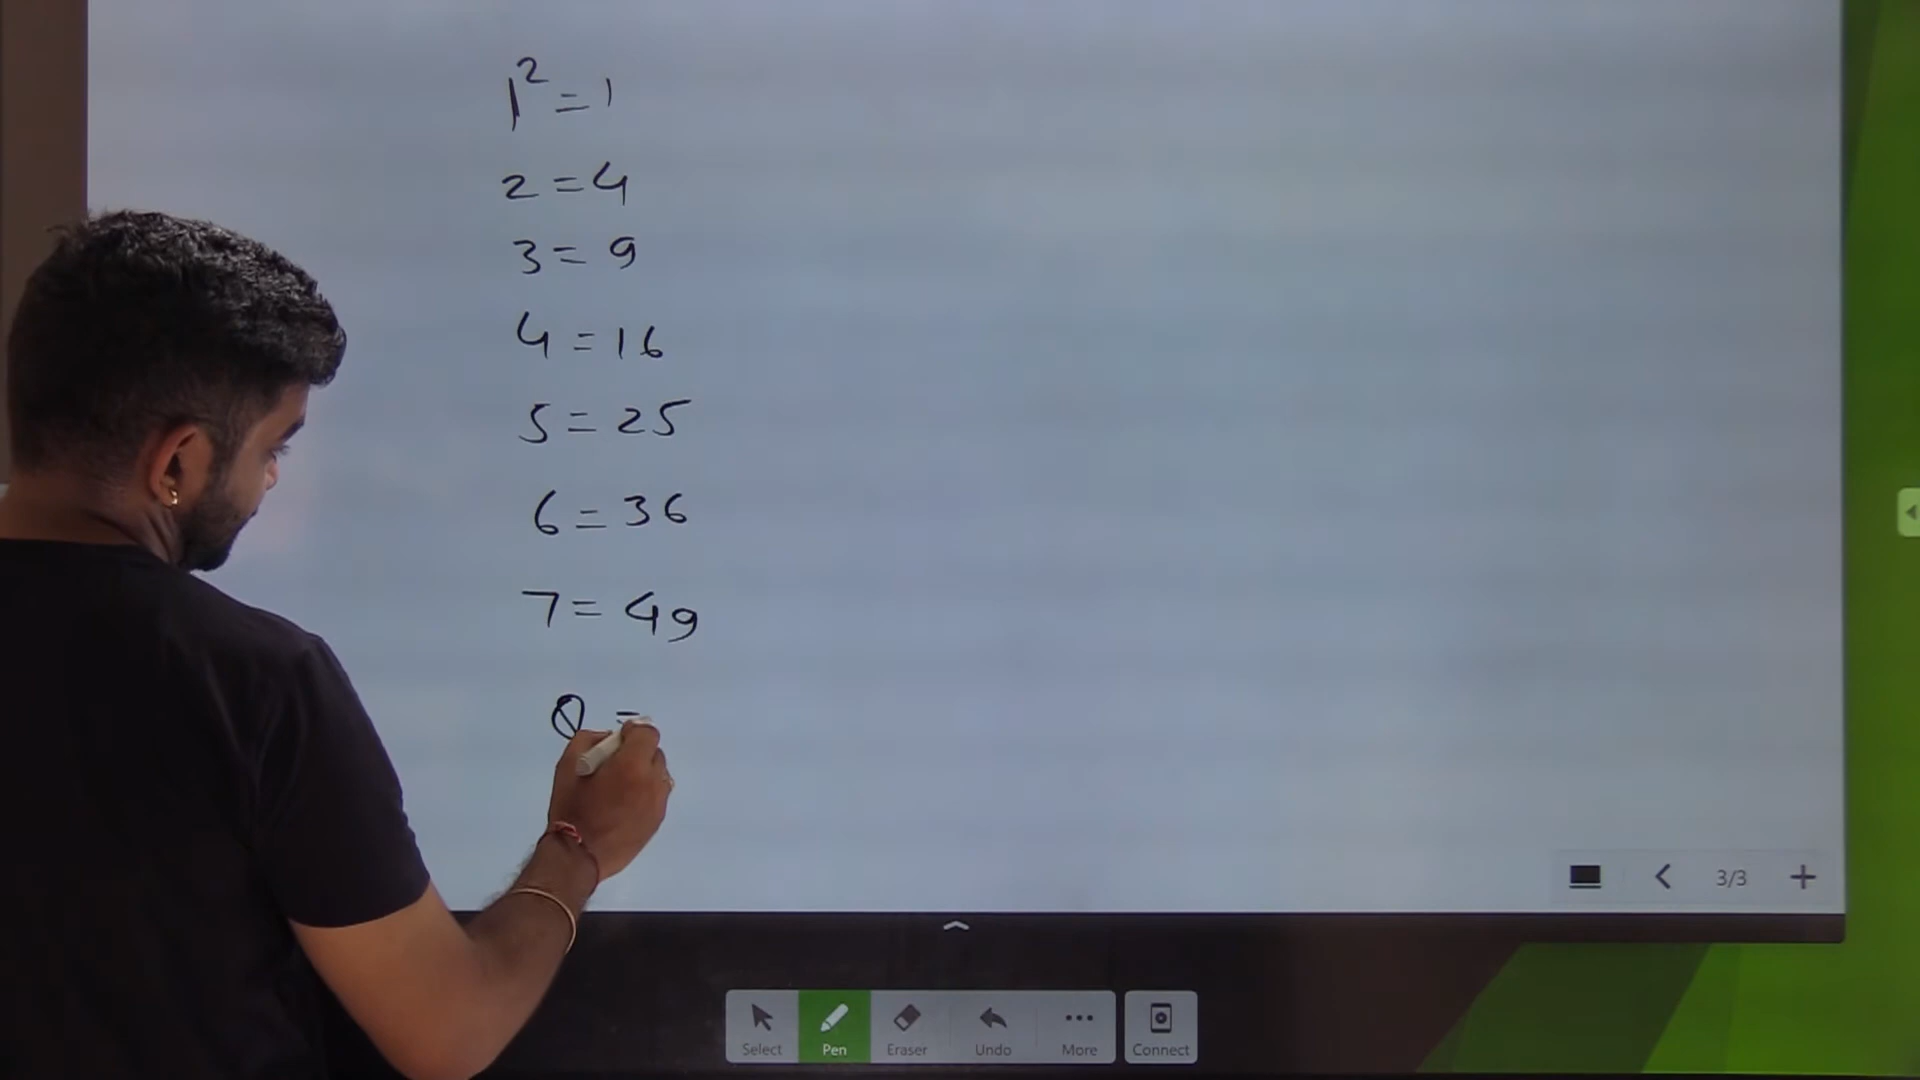 1² = 1
2 = 4
3 = 9
4 = 16
5 = 25
6 = 36
7 = 49
8 =
3/3
Select Pen Eraser Undo More Connect